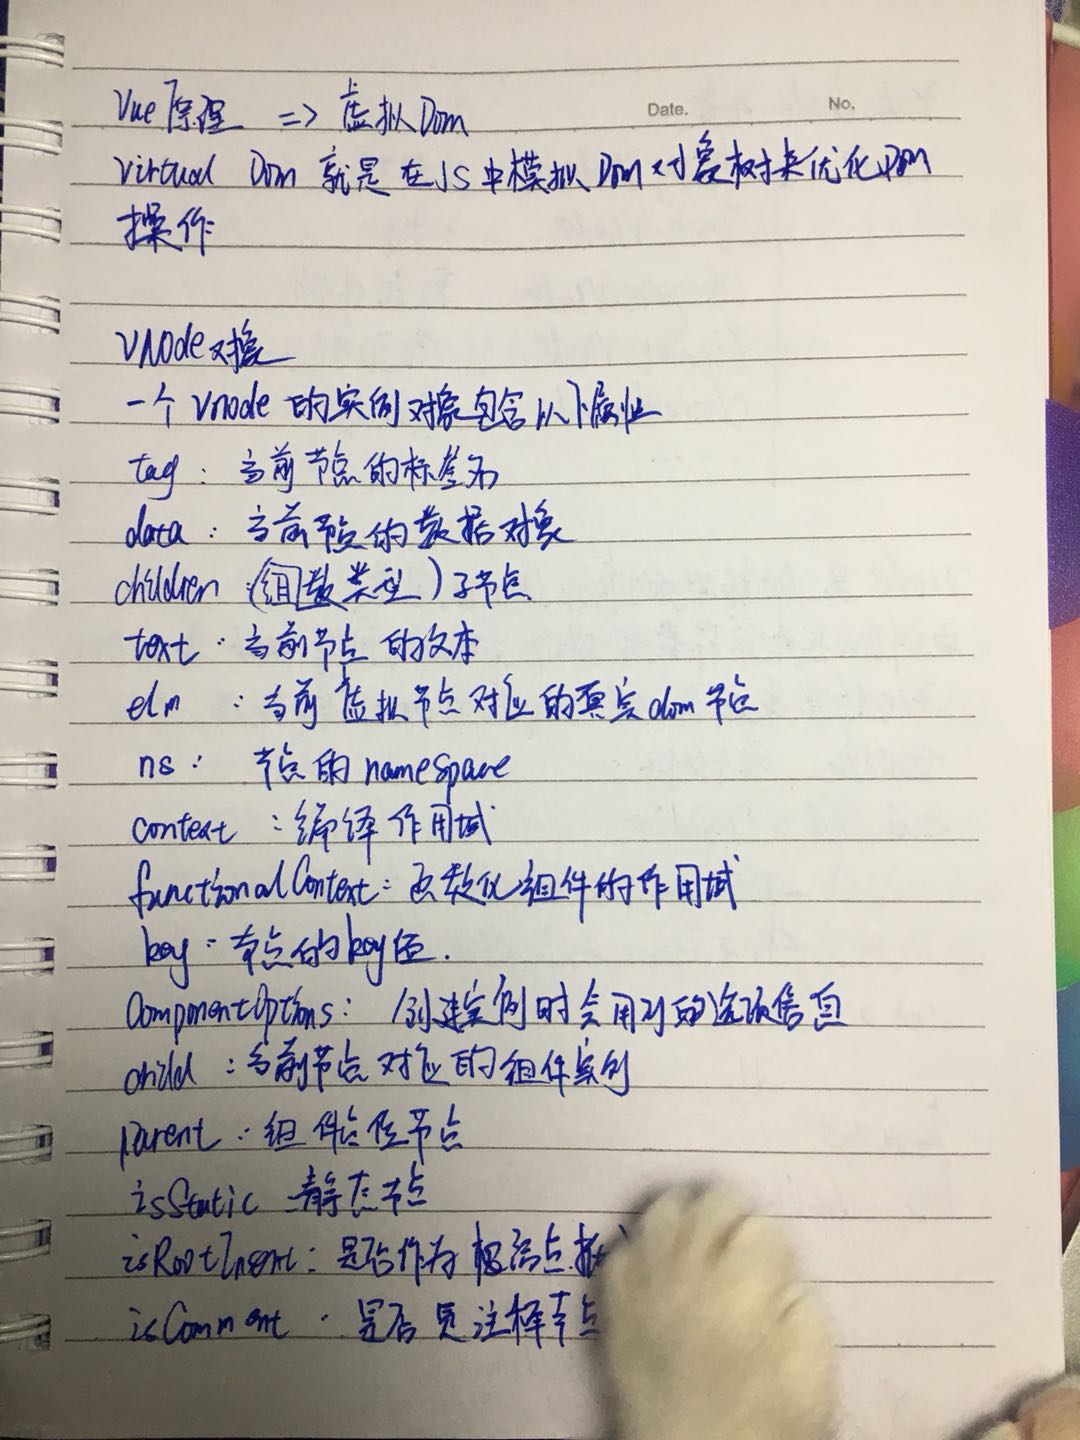 Vue原理 => 虚拟Dom
Date.
No.
Virtual Dom 就是在JS中模拟Dom对象树来优化Dom
操作
VNode对象
一个Vnode的实例对象包含以下属性
tag: 当前节点的标签名
data: 当前节点的数据对象
children:(组数类型)子节点
text: 当前节点的文本
elm : 当前虚拟节点对应的真实dom节点
ns: 节点的namespace
context : 编译作用域
functionalContext: 函数化组件的作用域
key: 节点的key值.
ComponentOptions: 创建实例时会用到的选项信息
child : 当前节点对应的组件实例
parent: 组件占位节点
isStatic 静态节点
isRootInsert: 是否作为根节点
isComment : 是否是注释节点